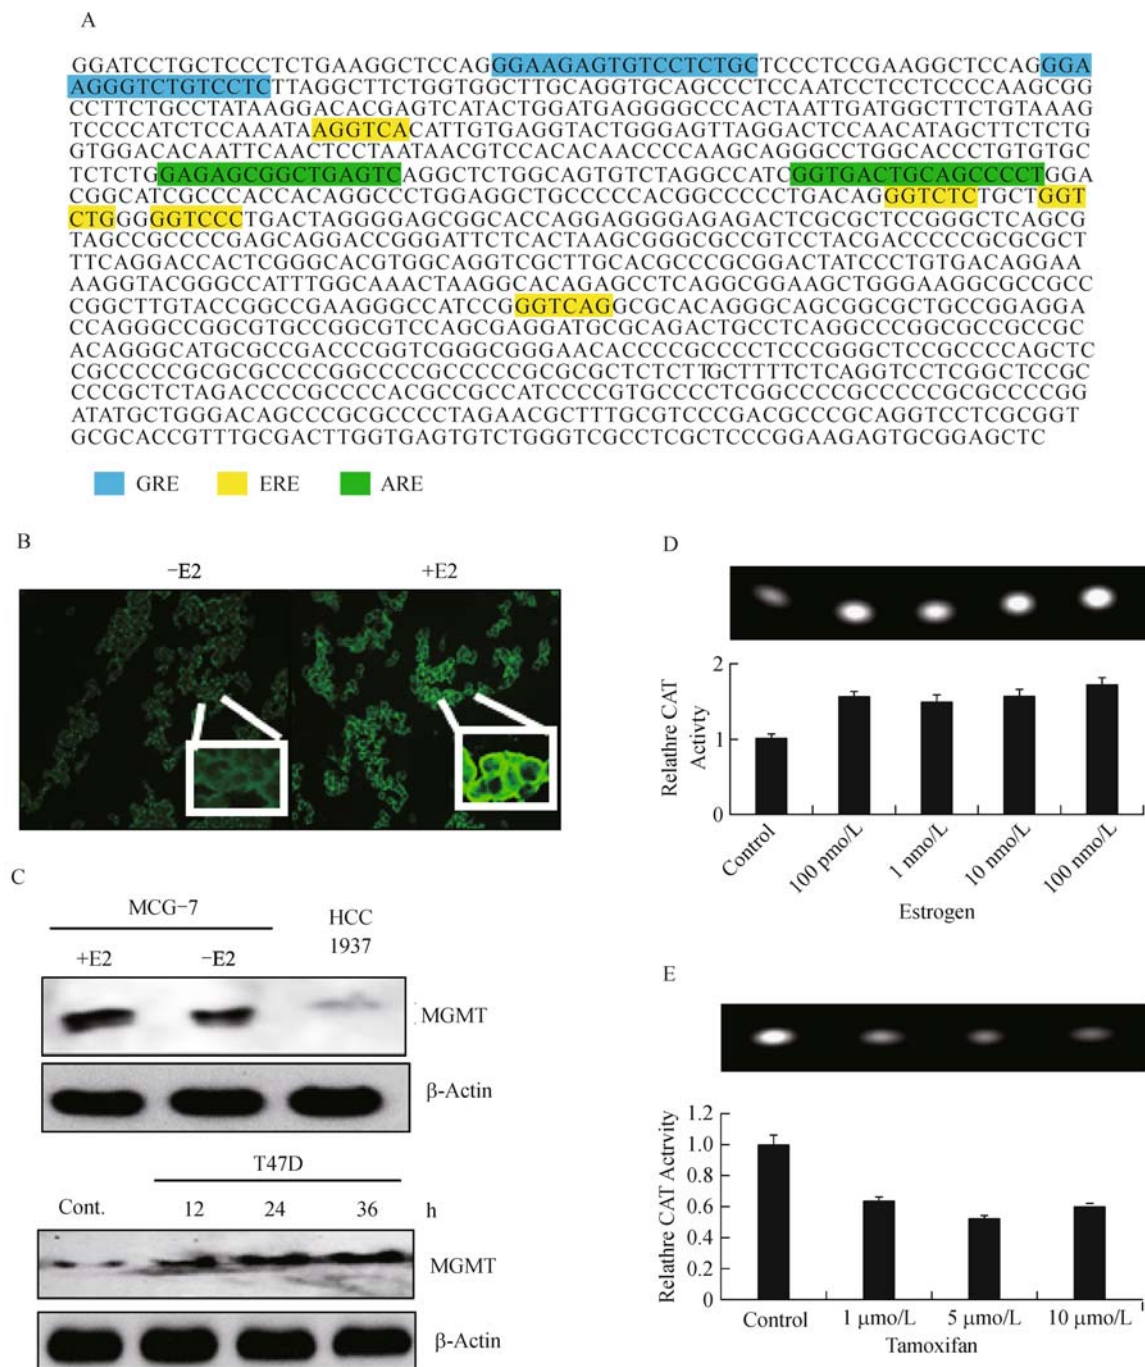 A
GGATCCTGCTCCCTCTGAAGGCTCCAGGGAAGAGTGTCCTCTGCTCCCTCCGAAGGCTCCAGGGA
AGGGTCTGTCCTCTTAGGCTTCTGGTGGCTTGCAGGTGCAGCCCTCCAATCCTCCTCCCCAAGCGG
CCTTCTGCCTATAAGGACACGAGTCATACTGGATGAGGGGCCCACTAATTGATGGCTTCTGTAAAG
TCCCCATCTCCAAATAAGGTCACATTGTGAGGTACTGGGAGTTAGGACTCCAACATAGCTTCTCTG
GTGGACACAATTCAACTCCTAATAACGTCCACACAACCCCAAGCAGGGCCTGGCACCCTGTGTGC
TCTCTGGAGAGCGGCTGAGTCAGGCTCTGGCAGTGTCTAGGCCATCGGTGACTGCAGCCCCTGGA
CGGCATCGCCCACCACAGGCCCTGGAGGCTGCCCCCACGGCCCCCTGACAGGGTCTCTGCTGGT
CTGGGGGGTCCCTGACTAGGGGAGCGGCACCAGGAGGGGAGAGACTCGCGCTCCGGGCTCAGCG
TAGCCGCCCCGAGCAGGACCGGGATTCTCACTAAGCGGGCGCCGTCCTACGACCCCCGCGCGCT
TTCAGGACCACTCGGGCACGTGGCAGGTCGCTTGCACGCCCGCGGACTATCCCTGTGACAGGAA
AAGGTACGGGCCATTTGGCAAACTAAGGCACAGAGCCTCAGGCGGAAGCTGGGAAGGCGCCGCC
CGGCTTGTACCGGCCGAAGGGCCATCCGGGTCAGGCGCACAGGGCAGCGGCGCTGCCGGAGGA
CCAGGGCCGGCGTGCCGGCGTCCAGCGAGGATGCGCAGACTGCCTCAGGCCCGGCGCCGCCGC
ACAGGGCATGCGCCGACCCGGTCGGGCGGGAACACCCCGCCCCTCCCGGGCTCCGCCCCAGCTC
CGCCCCCGCGCGCCCCGGCCCCGCCCCCGCGCGCTCTCTTGCTTTTCTCAGGTCCTCGGCTCCGC
CCCGCTCTAGACCCCGCCCCACGCCGCCATCCCCGTGCCCCTCGGCCCCGCCCCCGCGCCCCGG
ATATGCTGGGACAGCCCGCGCCCCTAGAACGCTTTGCGTCCCGACGCCCGCAGGTCCTCGCGGT
GCGCACCGTTTGCGACTTGGTGAGTGTCTGGGTCGCCTCGCTCCCGGAAGAGTGCGGAGCTC
GRE ERE ARE
B
−E2 +E2
C
MCG−7
HCC
1937
+E2 −E2
MGMT
β-Actin
T47D
Cont. 12 24 36 h
MGMT
β-Actin
D
Relathre CAT
Activty
2
1
0
Control
100 pmo/L
1 nmo/L
10 nmo/L
100 nmo/L
Estrogen
E
Relathre CAT Actrvity
1.2
1.0
0.8
0.6
0.4
0.2
0
Control 1 μmo/L 5 μmo/L 10 μmo/L
Tamoxifan